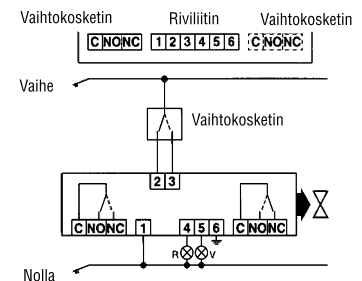 Vaihtokosketin Riviliitin Vaihtokosketin
C NO NC 1 2 3 4 5 6 C NO NC
Vaihe
Vaihtokosketin
2 3
C NO NC 1 4 5 6 C NO NC
R V
Nolla